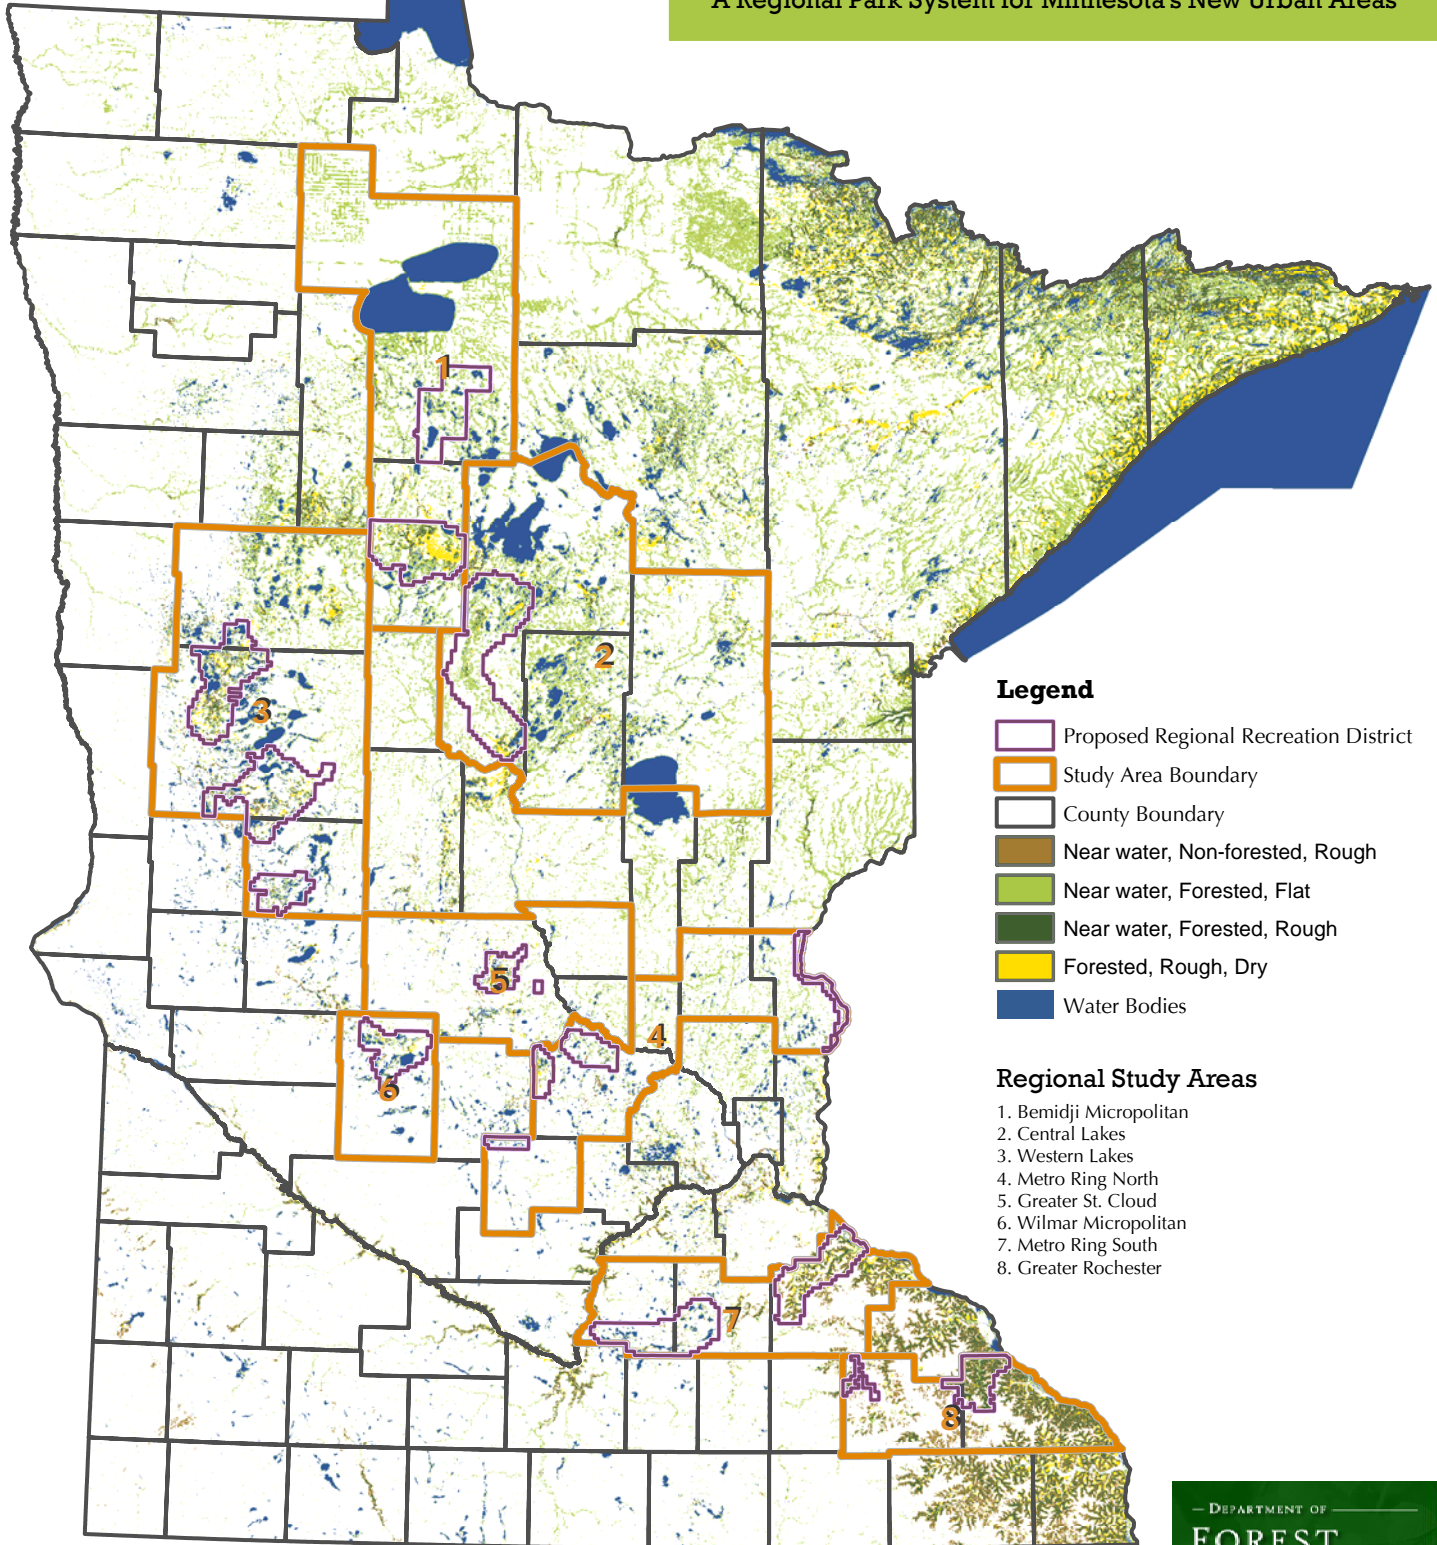 A Regional Park System for Minnesota's New Urban Areas
1
2
3
Legend
Proposed Regional Recreation District
Study Area Boundary
County Boundary
Near water, Non-forested, Rough
Near water, Forested, Flat
Near water, Forested, Rough
Forested, Rough, Dry
Water Bodies
5
4
6
Regional Study Areas
1. Bemidji Micropolitan
2. Central Lakes
3. Western Lakes
4. Metro Ring North
5. Greater St. Cloud
6. Wilmar Micropolitan
7. Metro Ring South
8. Greater Rochester
7
8
DEPARTMENT OF
FOREST